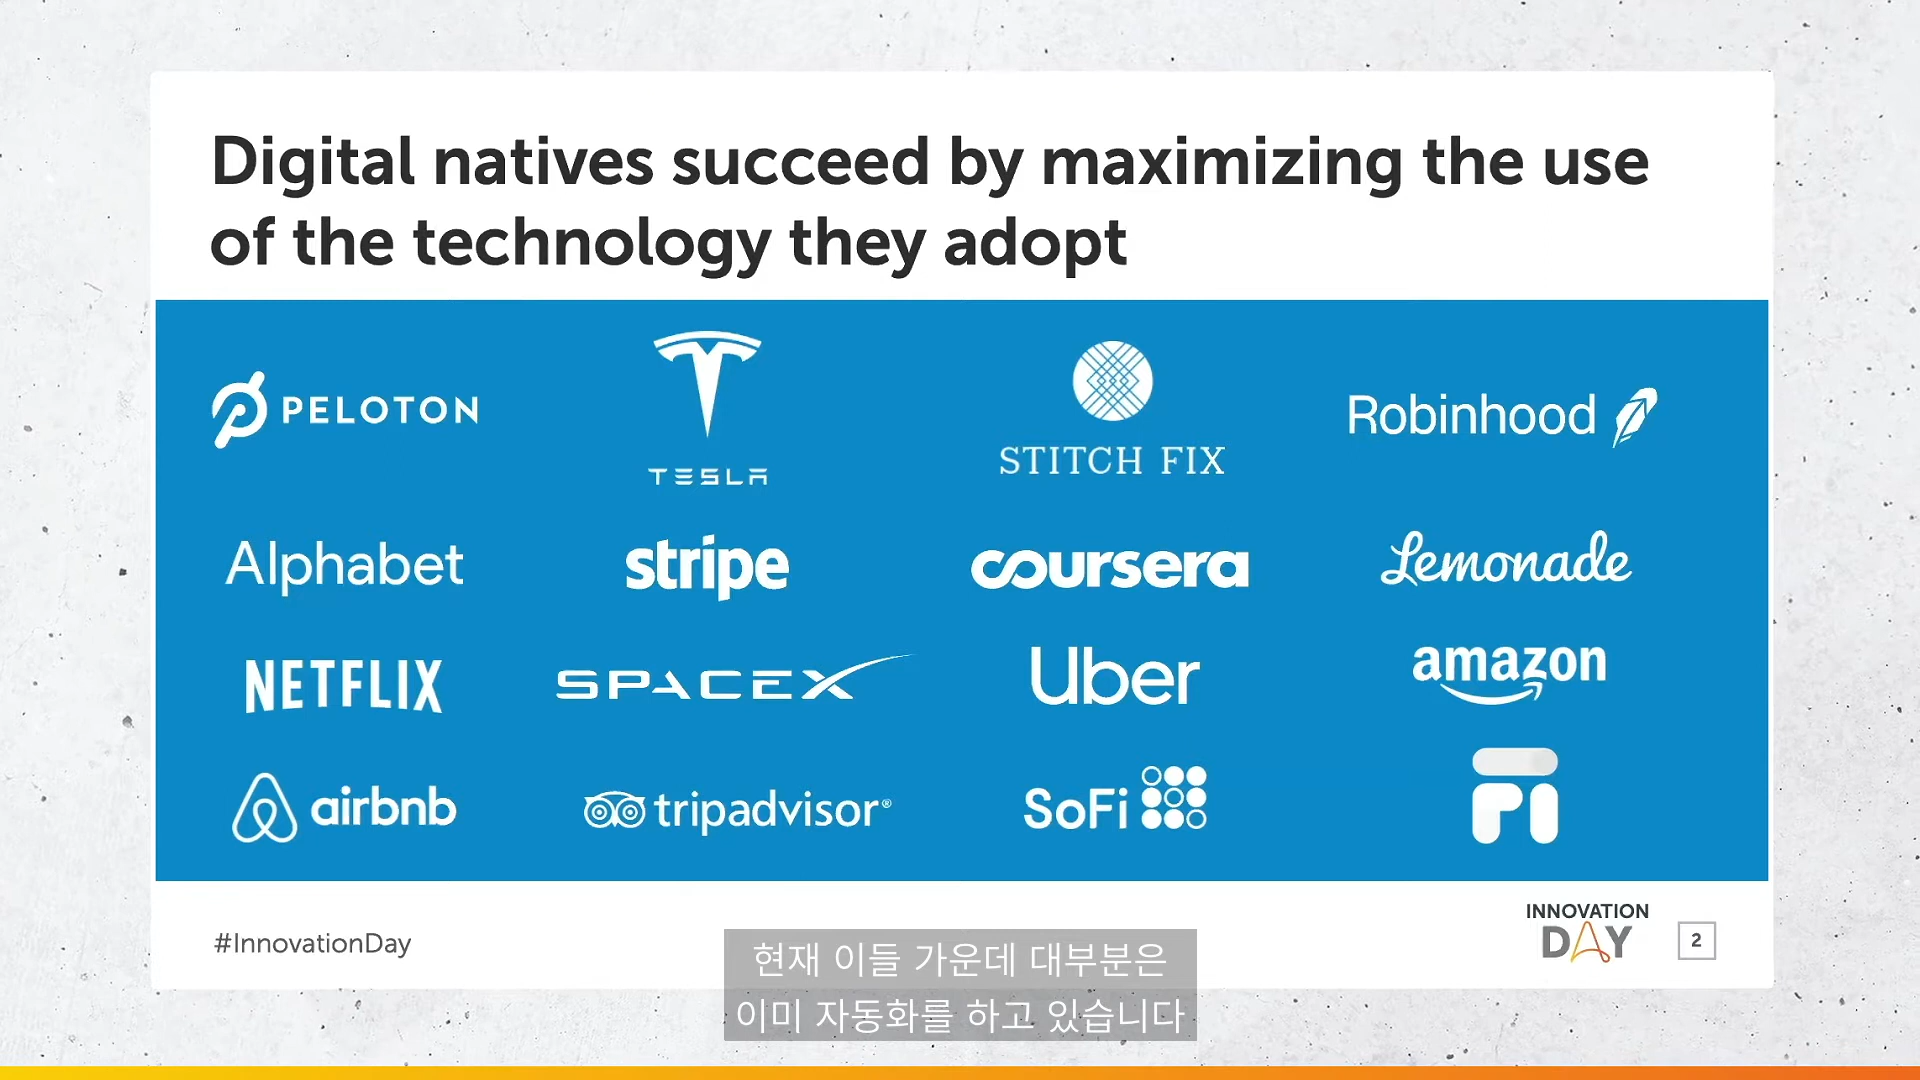 Digital natives succeed by maximizing the use
of the technology they adopt
PELOTON
TESLA
STITCH FIX
Robinhood
Alphabet
stripe
coursera
Lemonade
NETFLIX
SPACEX
Uber
amazon
airbnb
tripadvisor®
SoFi
#InnovationDay
INNOVATION
DAY
2
현재 이들 가운데 대부분은
이미 자동화를 하고 있습니다